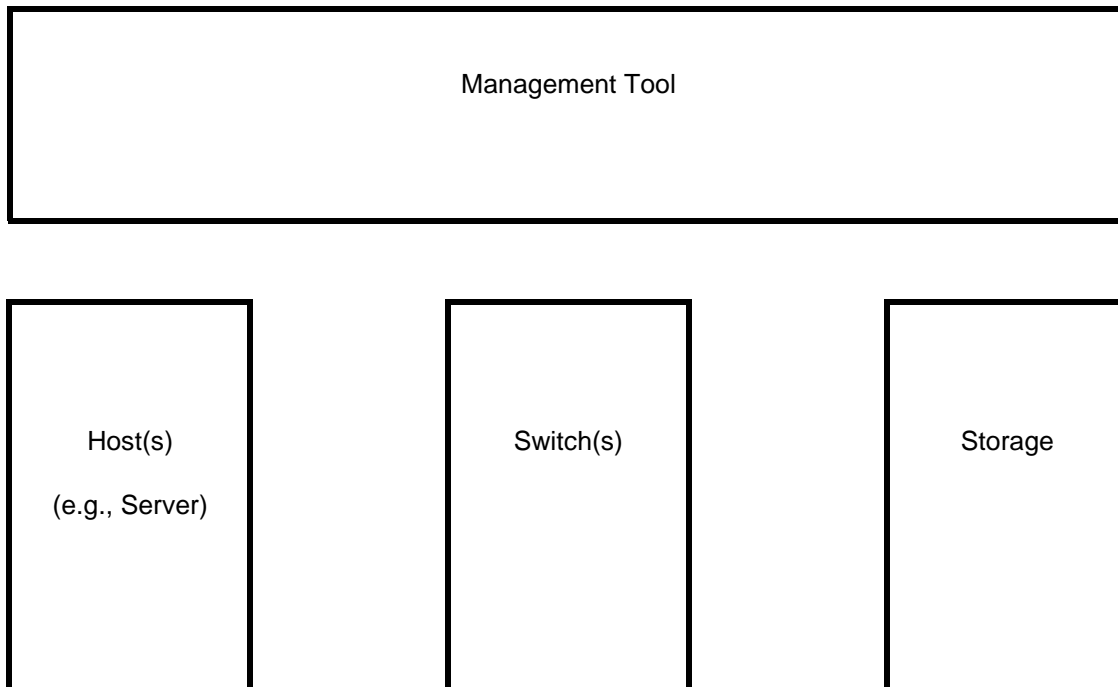 Management Tool
Host(s)
(e.g., Server)
Switch(s)
Storage